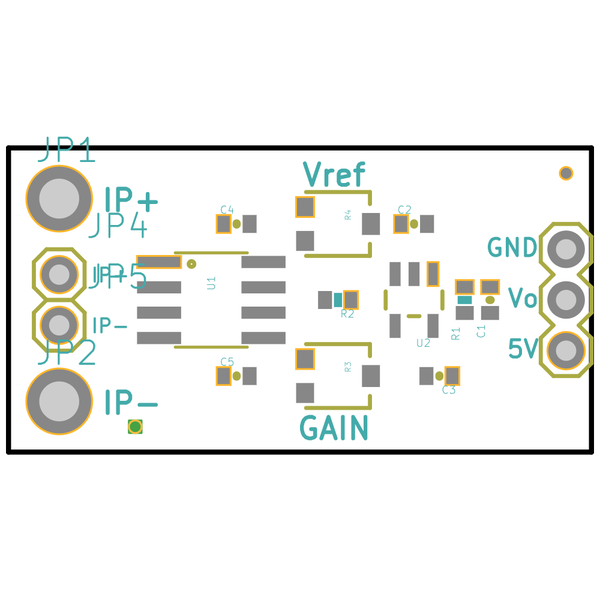 JP1
Vref
IP+
C4
R4
C2
JP4
GND
IP+
JP5
U1
Vo
R2
IP-
R1
C1
U2
5V
JP2
C5
R3
C3
IP-
GAIN